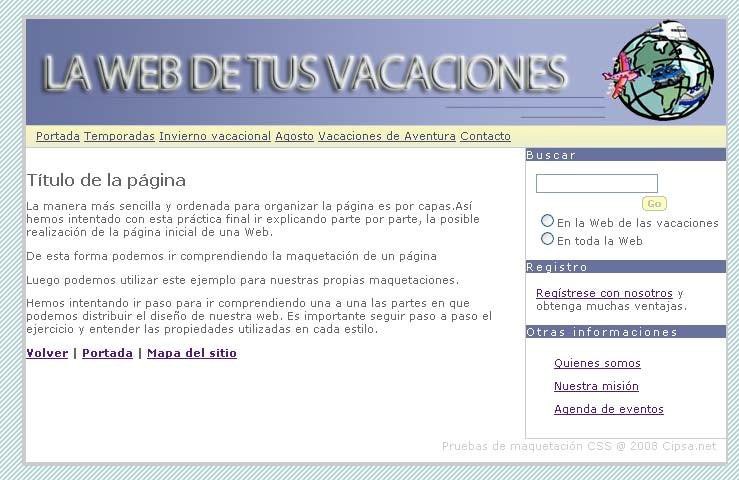 LA WEB DE TUS VACACIONES
Portada Temporadas Invierno vacacional Agosto Vacaciones de Aventura Contacto
Título de la página
La manera más sencilla y ordenada para organizar la página es por capas.Así
hemos intentado con esta práctica final ir explicando parte por parte, la posible
realización de la página inicial de una Web.
De esta forma podemos ir comprendiendo la maquetación de un página
Luego podemos utilizar este ejemplo para nuestras propias maquetaciones.
Hemos intentando ir paso para ir comprendiendo una a una las partes en que
podemos distribuir el diseño de nuestra web. Es importante seguir paso a paso el
ejercicio y entender las propiedades utilizadas en cada estilo.
Volver | Portada | Mapa del sitio
Buscar
Go
En la Web de las vacaciones
En toda la Web
Registro
Regístrese con nosotros y
obtenga muchas ventajas.
Otras informaciones
Quienes somos
Nuestra misión
Agenda de eventos
Pruebas de maquetación CSS @ 2008 Cipsa.net